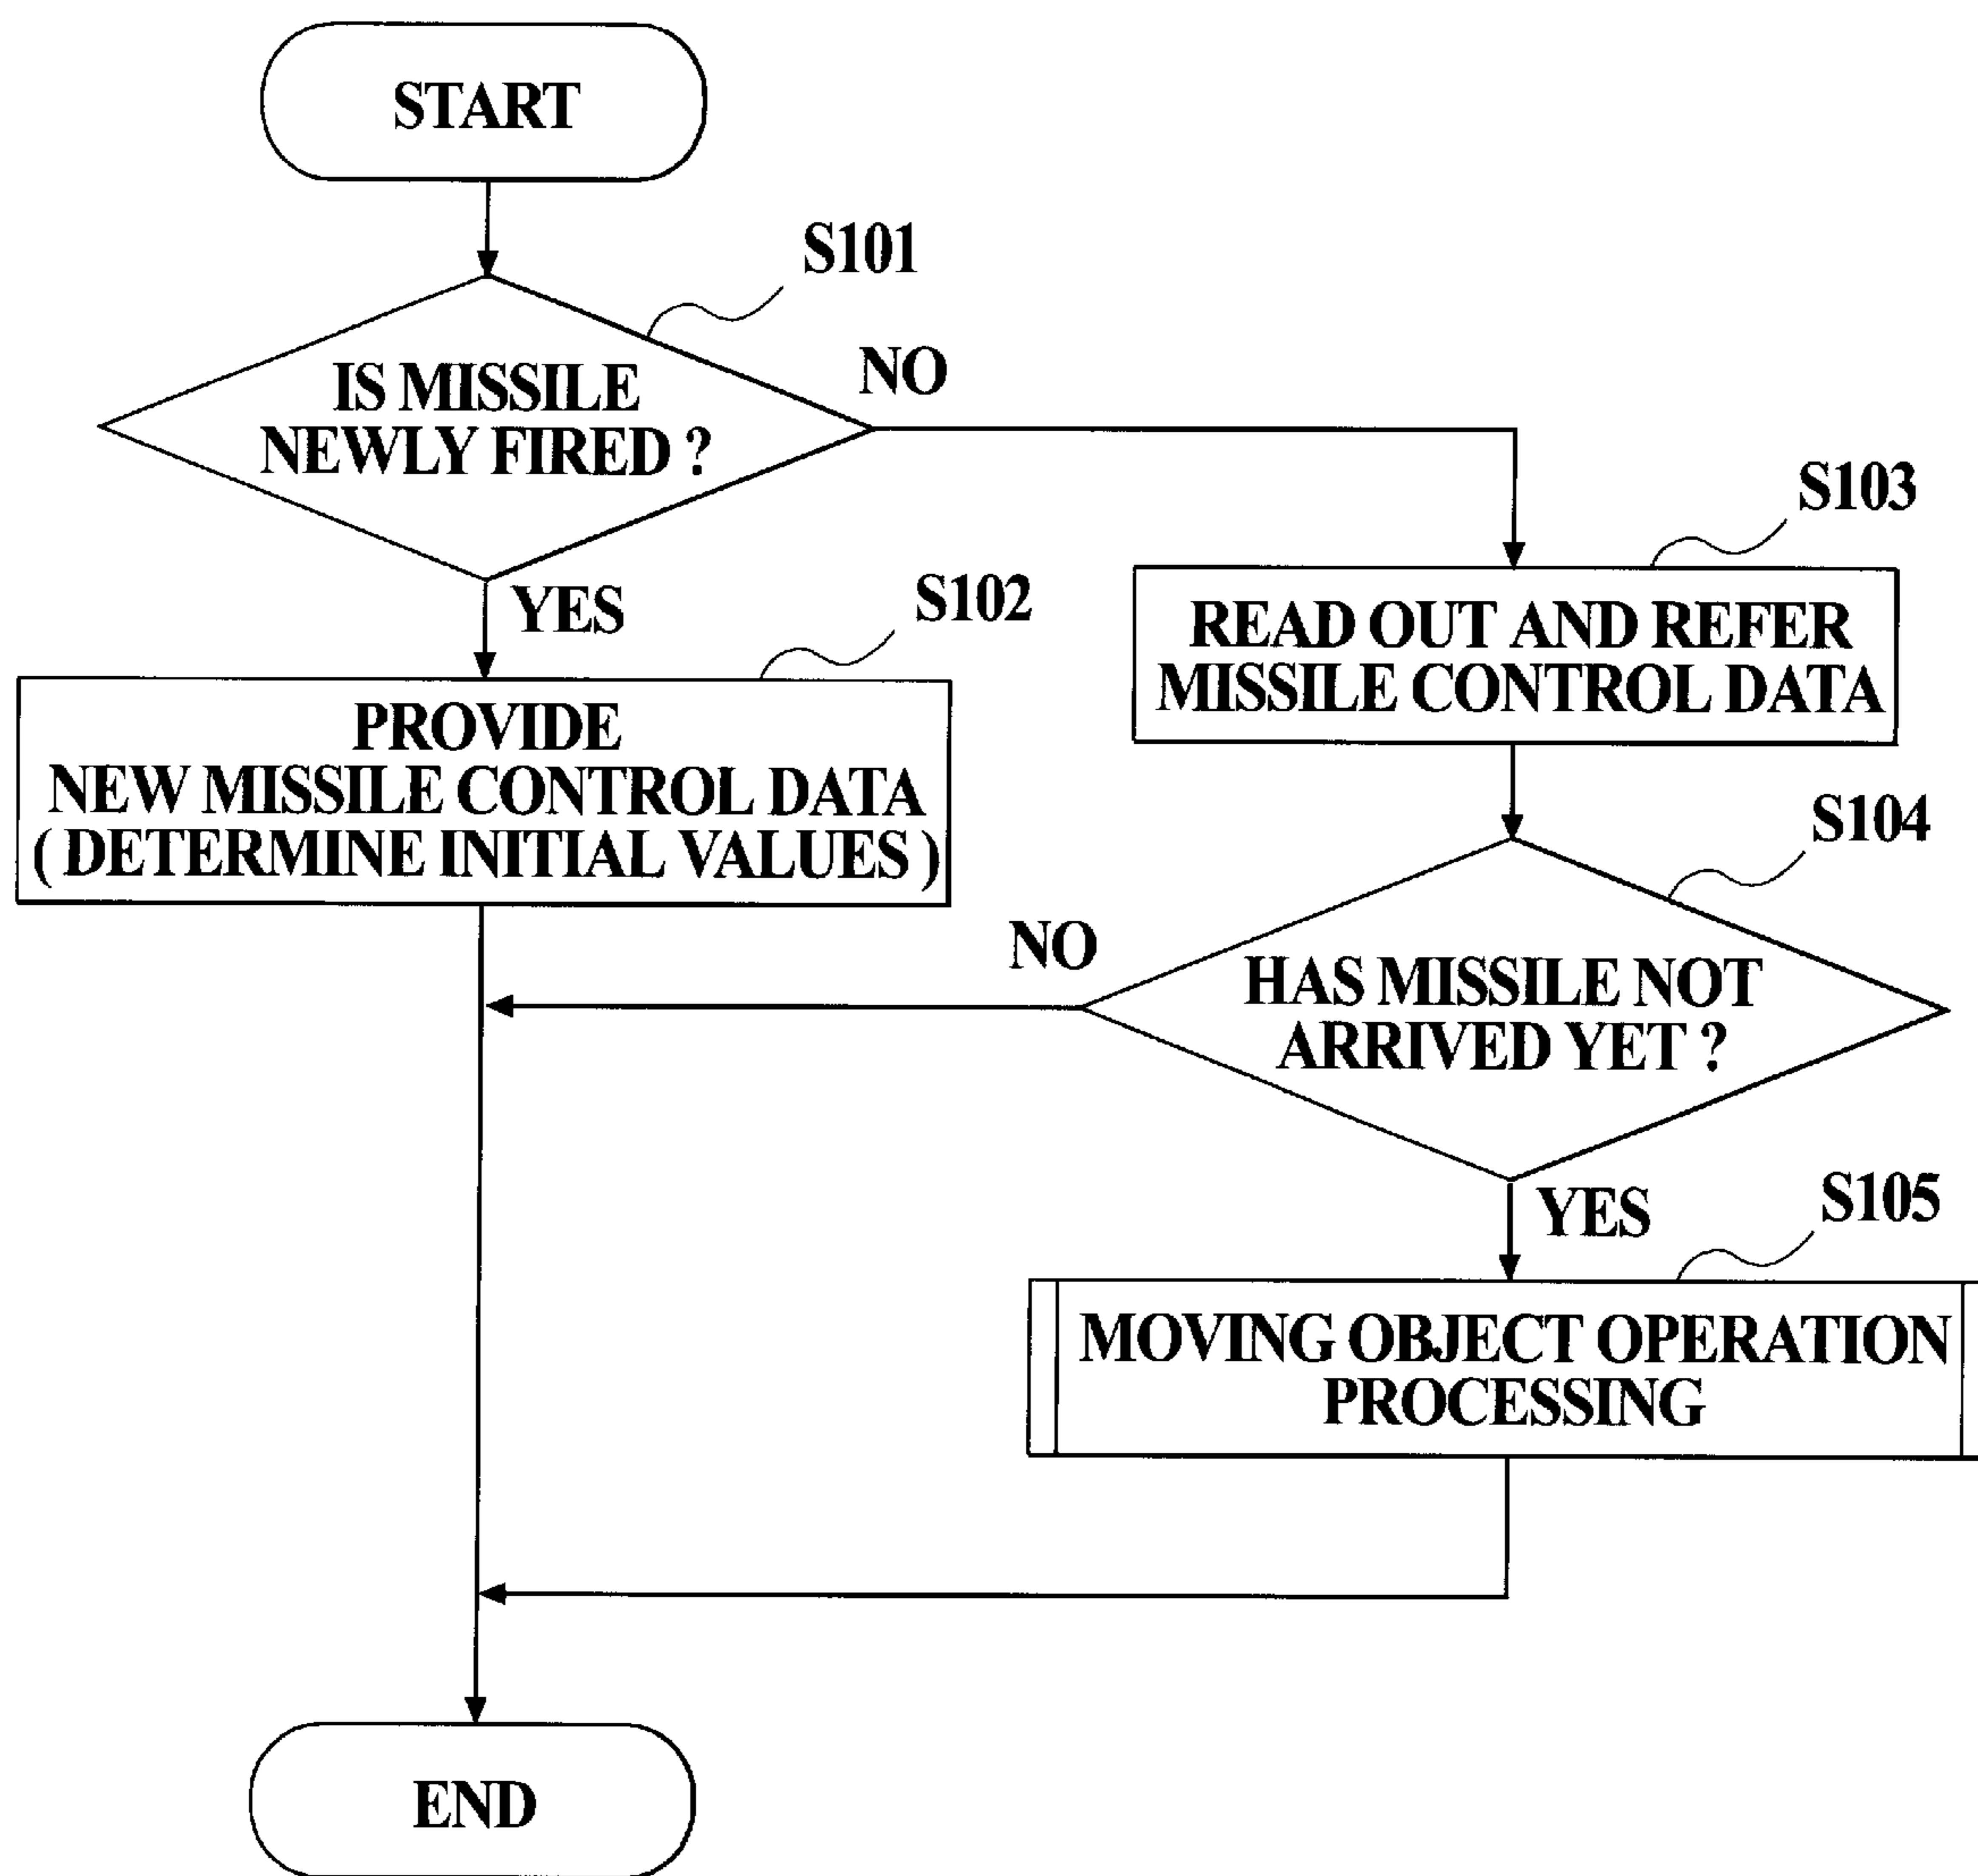 START
S101
IS MISSILE
NEWLY FIRED ?
NO
YES
S102
PROVIDE
NEW MISSILE CONTROL DATA
( DETERMINE INITIAL VALUES )
S103
READ OUT AND REFER
MISSILE CONTROL DATA
S104
HAS MISSILE NOT
ARRIVED YET ?
NO
YES
S105
MOVING OBJECT OPERATION
PROCESSING
END